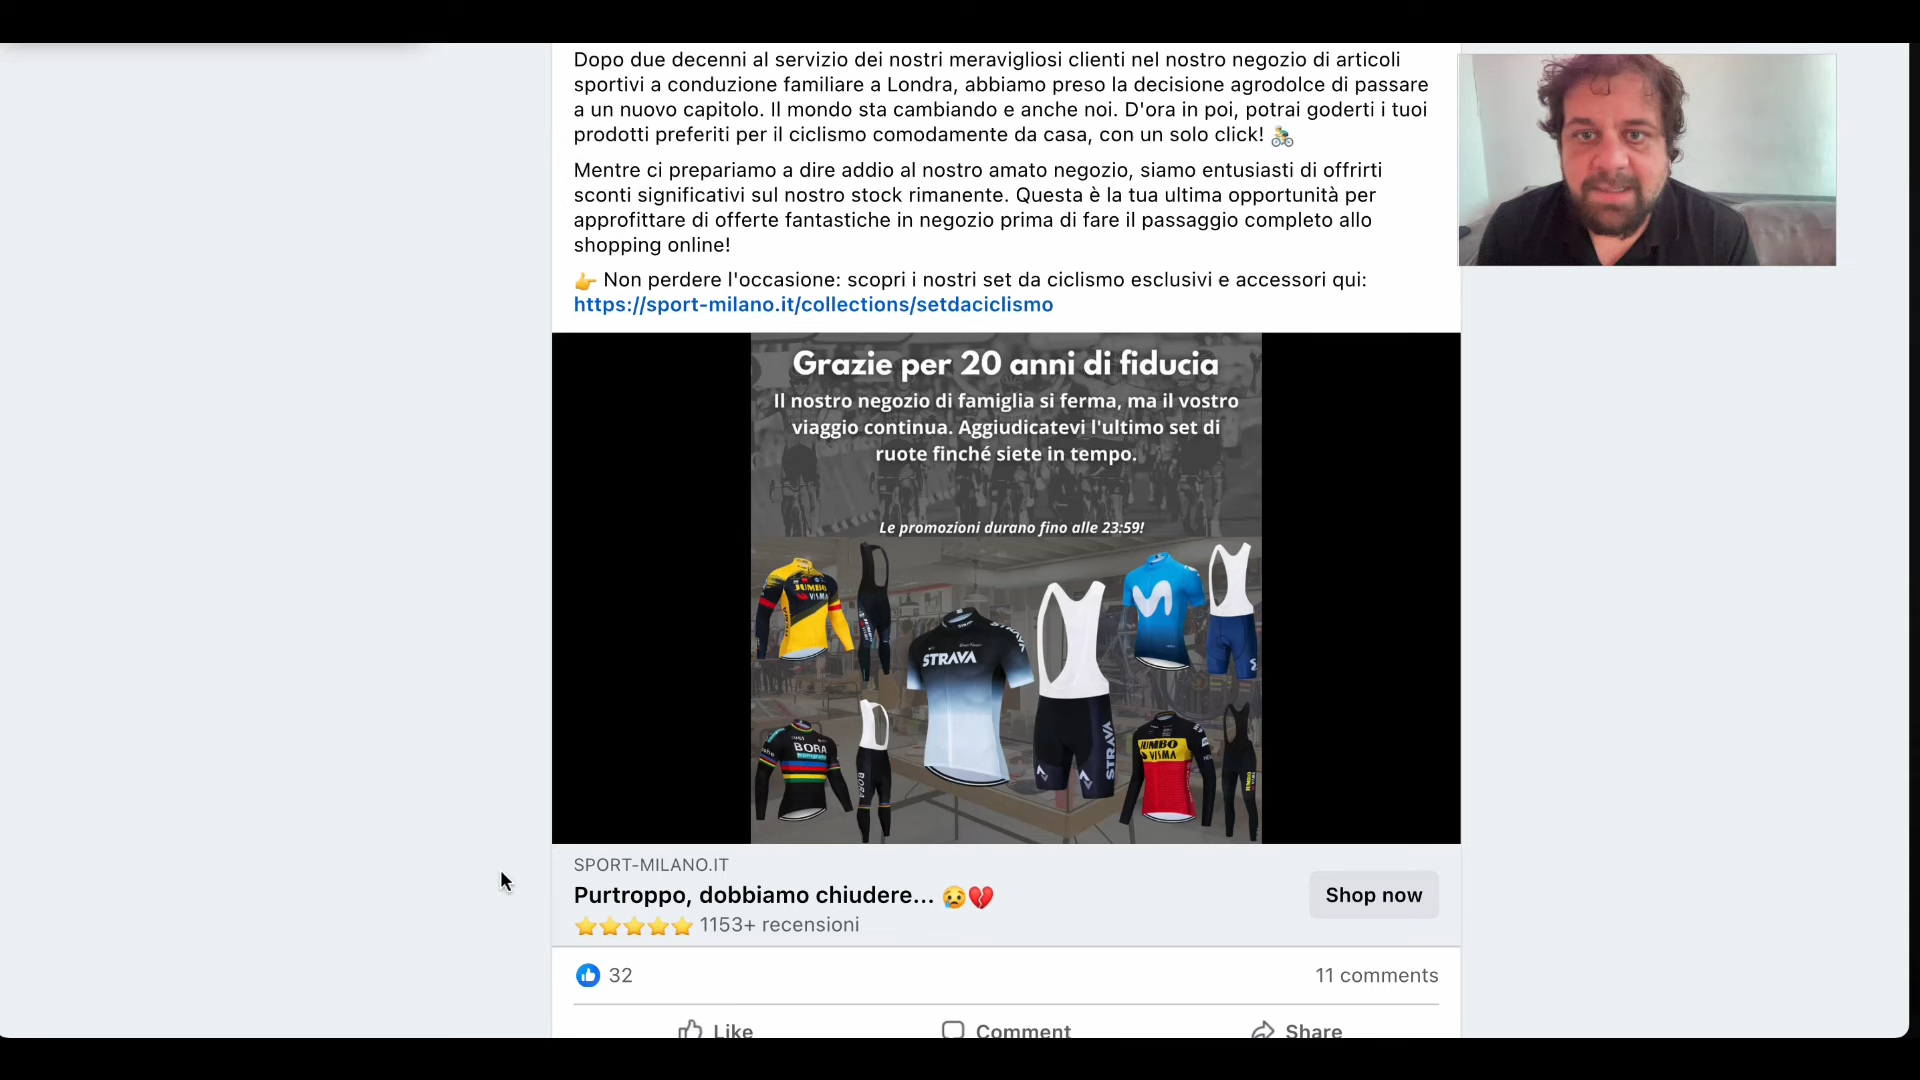 Dopo due decenni al servizio dei nostri meravigliosi clienti nel nostro negozio di articoli
sportivi a conduzione familiare a Londra, abbiamo preso la decisione agrodolce di passare
a un nuovo capitolo. Il mondo sta cambiando e anche noi. D'ora in poi, potrai goderti i tuoi
prodotti preferiti per il ciclismo comodamente da casa, con un solo click! 🚴
Mentre ci prepariamo a dire addio al nostro amato negozio, siamo entusiasti di offrirti
sconti significativi sul nostro stock rimanente. Questa è la tua ultima opportunità per
approfittare di offerte fantastiche in negozio prima di fare il passaggio completo allo
shopping online!
👉 Non perdere l'occasione: scopri i nostri set da ciclismo esclusivi e accessori qui:
https://sport-milano.it/collections/setdaciclismo
Grazie per 20 anni di fiducia
Il nostro negozio di famiglia si ferma, ma il vostro
viaggio continua. Aggiudicatevi l'ultimo set di
ruote finché siete in tempo.
Le promozioni durano fino alle 23:59!
JUMBO
VISMA
STRAVA
STRAVA
STRAVA
BORA
BORA
JUMBO
VISMA
SPORT-MILANO.IT
Purtroppo, dobbiamo chiudere... 😥💔
⭐⭐⭐⭐⭐ 1153+ recensioni
Shop now
32
11 comments
Like
Comment
Share